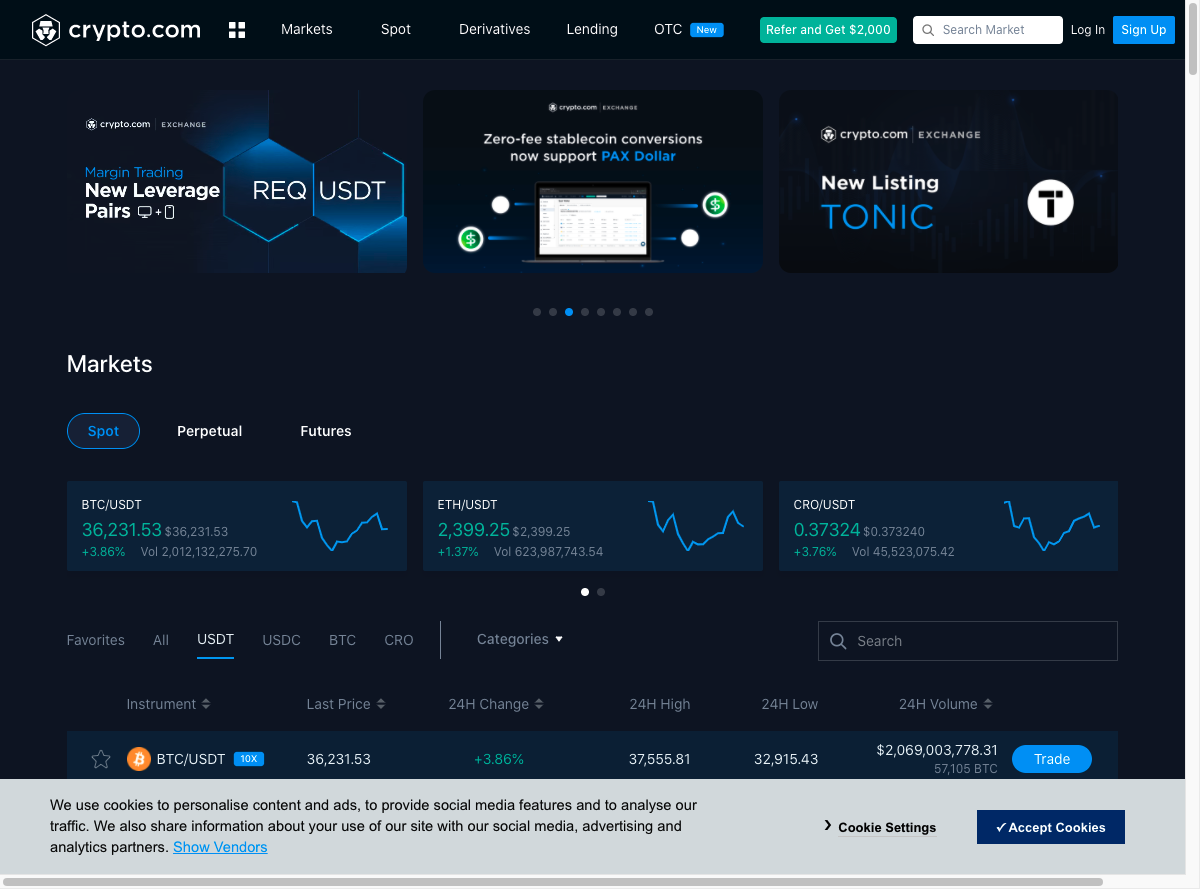 crypto.com Markets Spot Derivatives Lending OTC New Refer and Get $2,000 Search Market Log In Sign Up
crypto.com | EXCHANGE
Margin Trading
New Leverage
Pairs +
REQ USDT
crypto.com | EXCHANGE
Zero-fee stablecoin conversions
now support PAX Dollar
crypto.com | EXCHANGE
New Listing
TONIC
Markets
Spot Perpetual Futures
BTC/USDT
36,231.53 $36,231.53
+3.86% Vol 2,012,132,275.70
ETH/USDT
2,399.25 $2,399.25
+1.37% Vol 623,987,743.54
CRO/USDT
0.37324 $0.373240
+3.76% Vol 45,523,075.42
Favorites All USDT USDC BTC CRO Categories Search
Instrument Last Price 24H Change 24H High 24H Low 24H Volume
BTC/USDT 10X 36,231.53 +3.86% 37,555.81 32,915.43 $2,069,003,778.31 Trade
57,105 BTC
We use cookies to personalise content and ads, to provide social media features and to analyse our
traffic. We also share information about your use of our site with our social media, advertising and
analytics partners. Show Vendors
Cookie Settings
✓ Accept Cookies